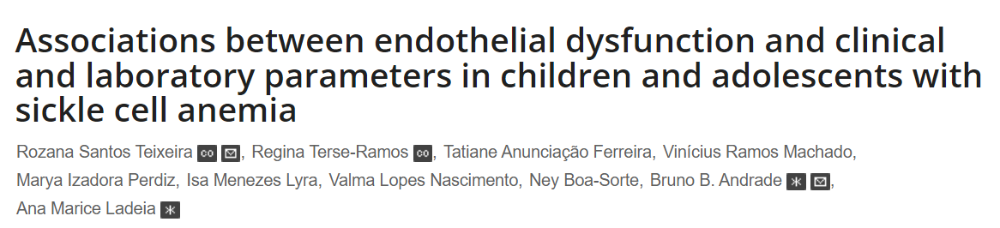 Associations between endothelial dysfunction and clinical
and laboratory parameters in children and adolescents with
sickle cell anemia
Rozana Santos Teixeira co, Regina Terse-Ramos co, Tatiane Anunciação Ferreira, Vinícius Ramos Machado,
Marya Izadora Perdiz, Isa Menezes Lyra, Valma Lopes Nascimento, Ney Boa-Sorte, Bruno B. Andrade,
Ana Marice Ladeia